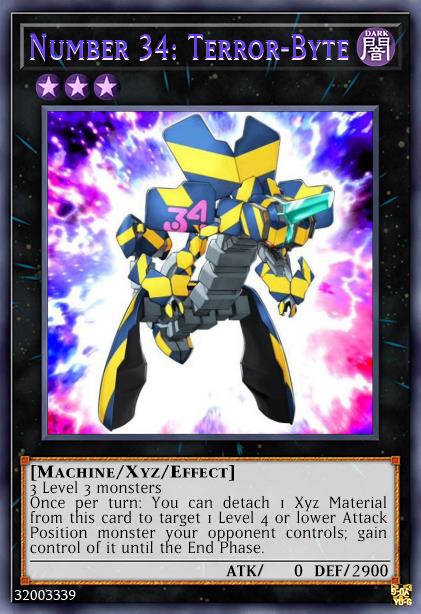 Number 34: Terror-Byte
DARK
闇
34
[Machine/Xyz/Effect]
3 Level 3 monsters
Once per turn: You can detach 1 Xyz Material
from this card to target 1 Level 4 or lower Attack
Position monster your opponent controls; gain
control of it until the End Phase.
ATK/ 0 DEF/2900
32003339